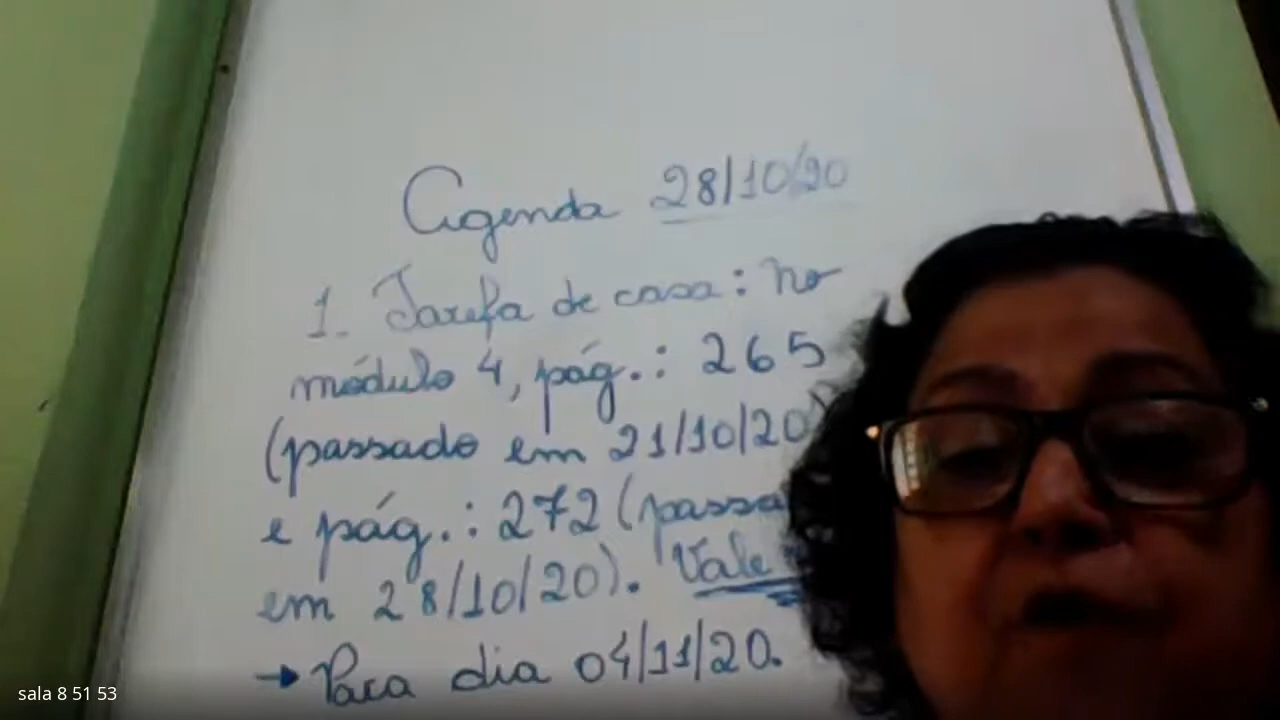 Agenda 28/10/20
1. Tarefa de casa: no
módulo 4, pág.: 265
(passado em 21/10/20)
e pág.: 272 (passa
em 28/10/20). Vale
→ Para dia 04/11/20.
sala 8 51 53